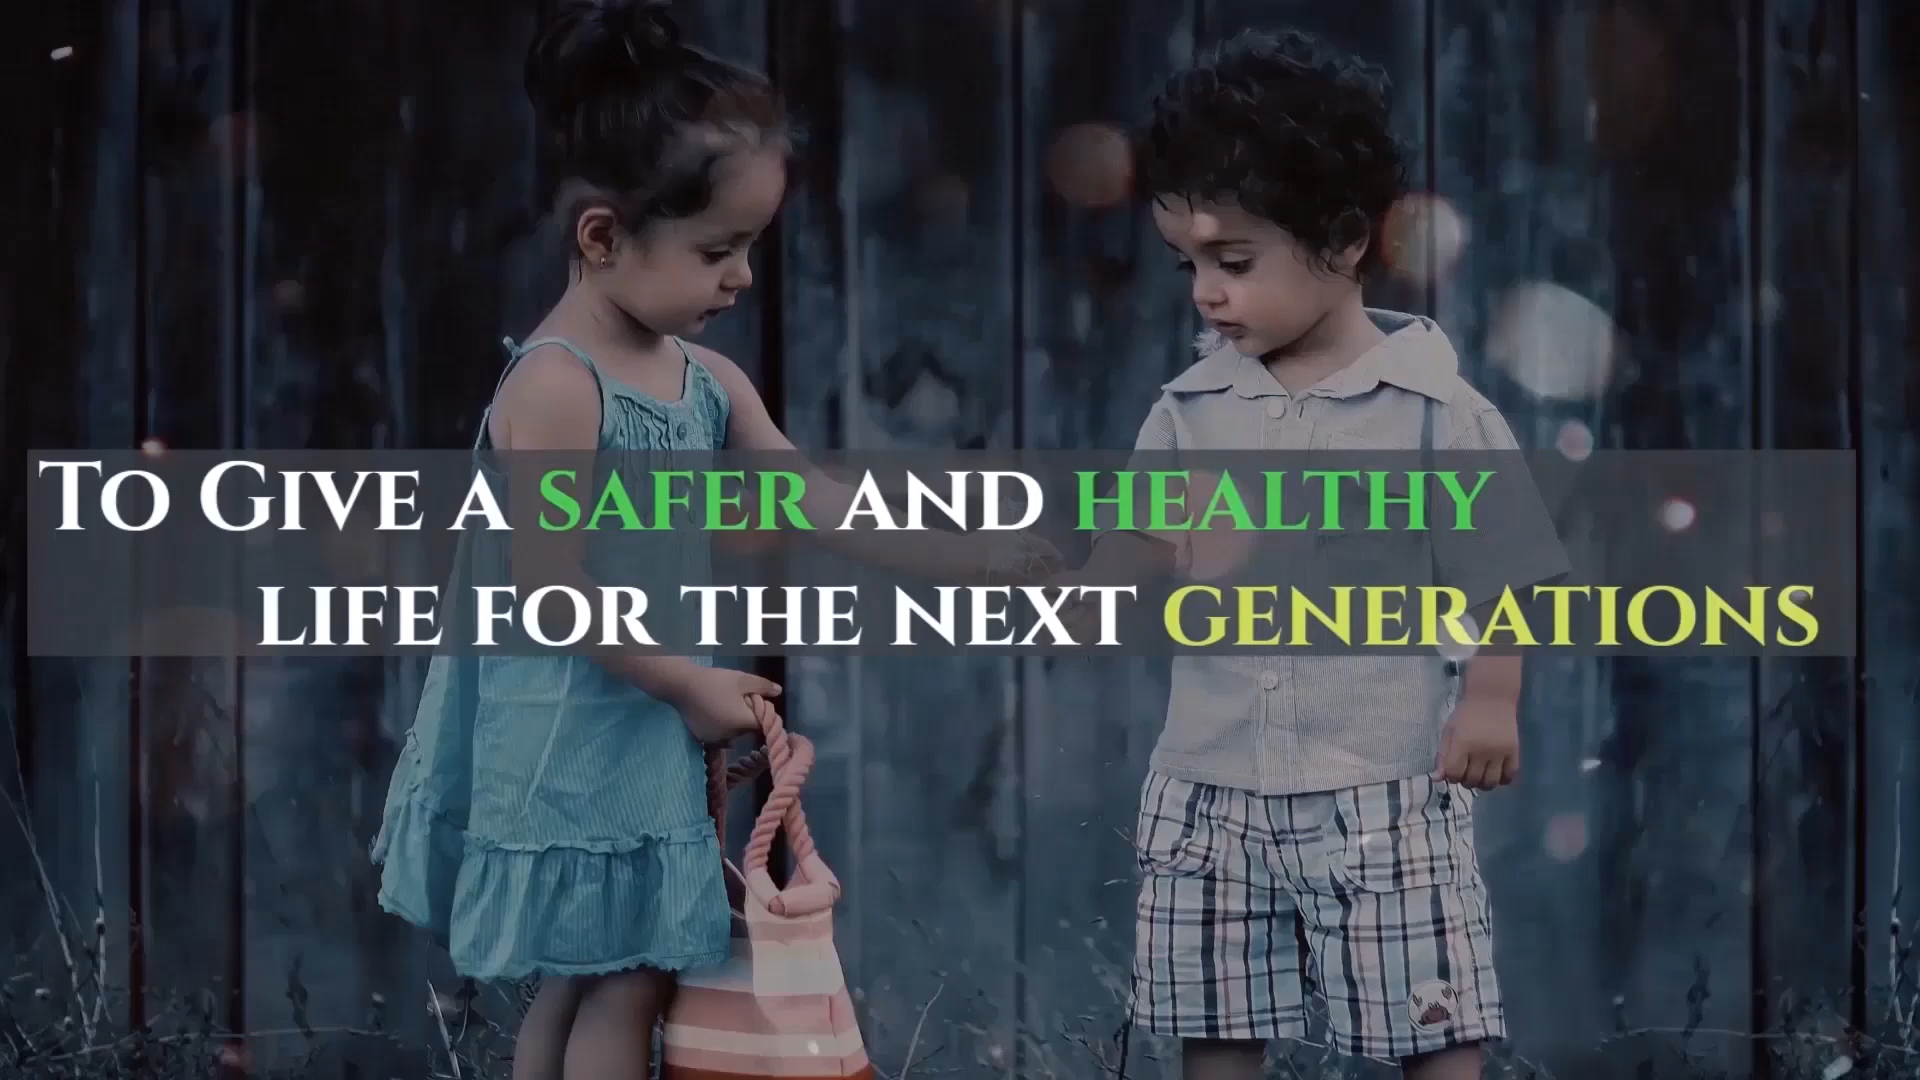 To Give a safer and healthy
life for the next generations